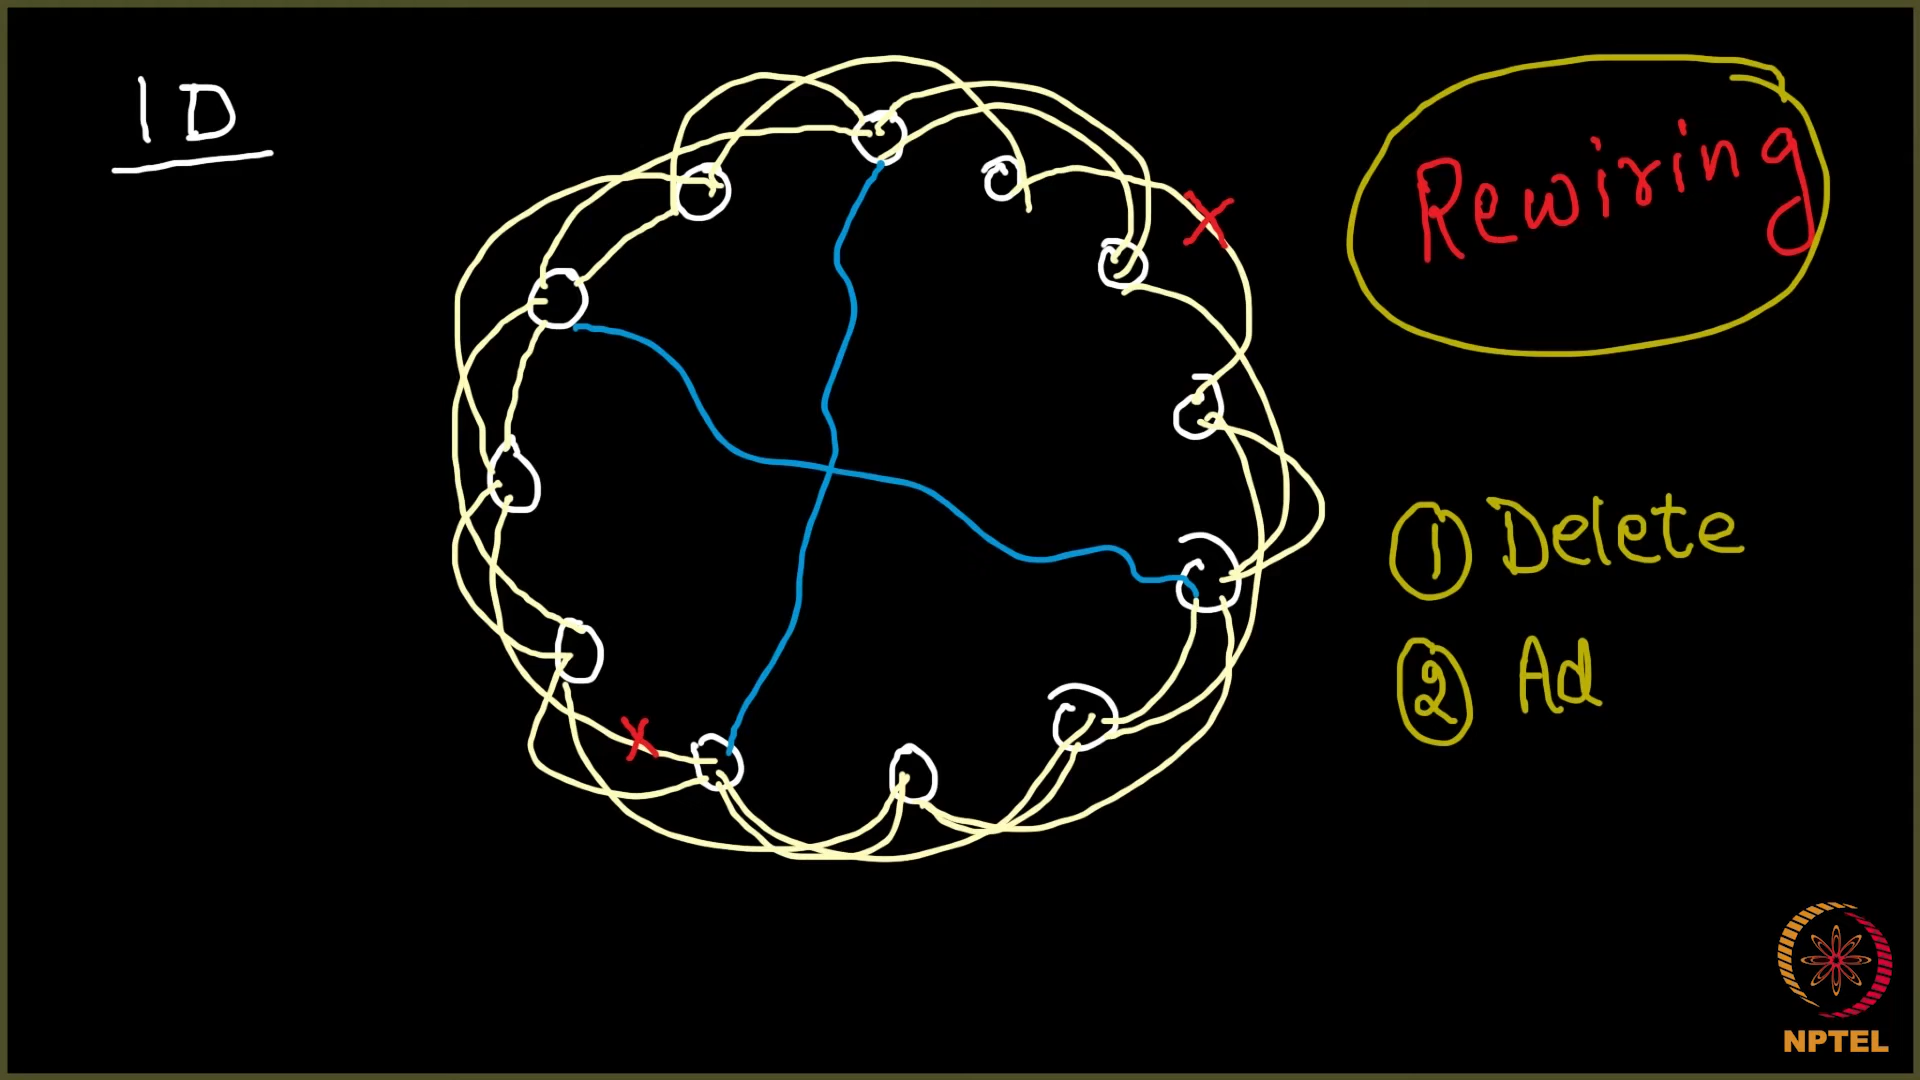 1D
Rewiring
① Delete
② Ad
NPTEL